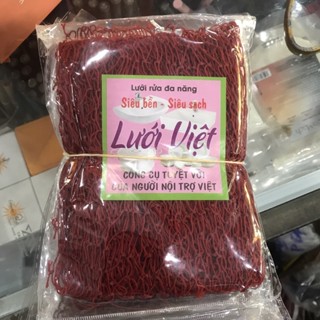 Lưới rửa đa năng
Siêu bền - Siêu sạch
Lưới Việt
CÔNG CỤ TUYỆT VỜI
CỦA NGƯỜI NỘI TRỢ VIỆT